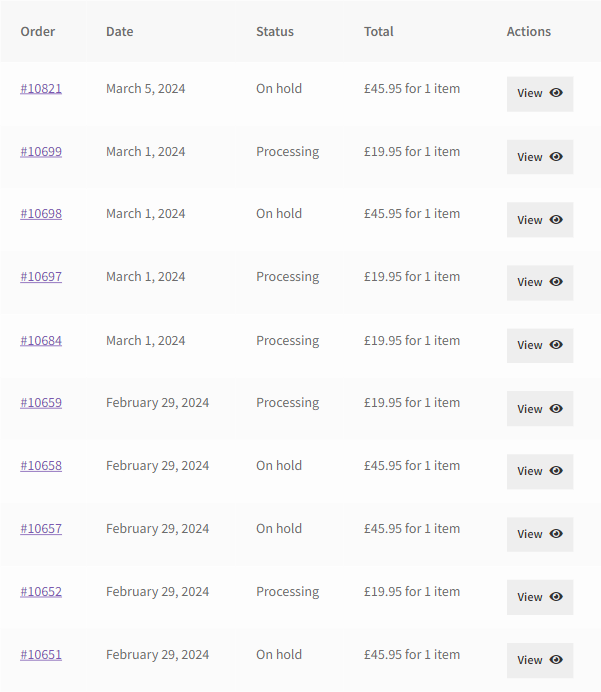 Order Date Status Total Actions
#10821 March 5, 2024 On hold £45.95 for 1 item View
#10699 March 1, 2024 Processing £19.95 for 1 item View
#10698 March 1, 2024 On hold £45.95 for 1 item View
#10697 March 1, 2024 Processing £19.95 for 1 item View
#10684 March 1, 2024 Processing £19.95 for 1 item View
#10659 February 29, 2024 Processing £19.95 for 1 item View
#10658 February 29, 2024 On hold £45.95 for 1 item View
#10657 February 29, 2024 On hold £45.95 for 1 item View
#10652 February 29, 2024 Processing £19.95 for 1 item View
#10651 February 29, 2024 On hold £45.95 for 1 item View